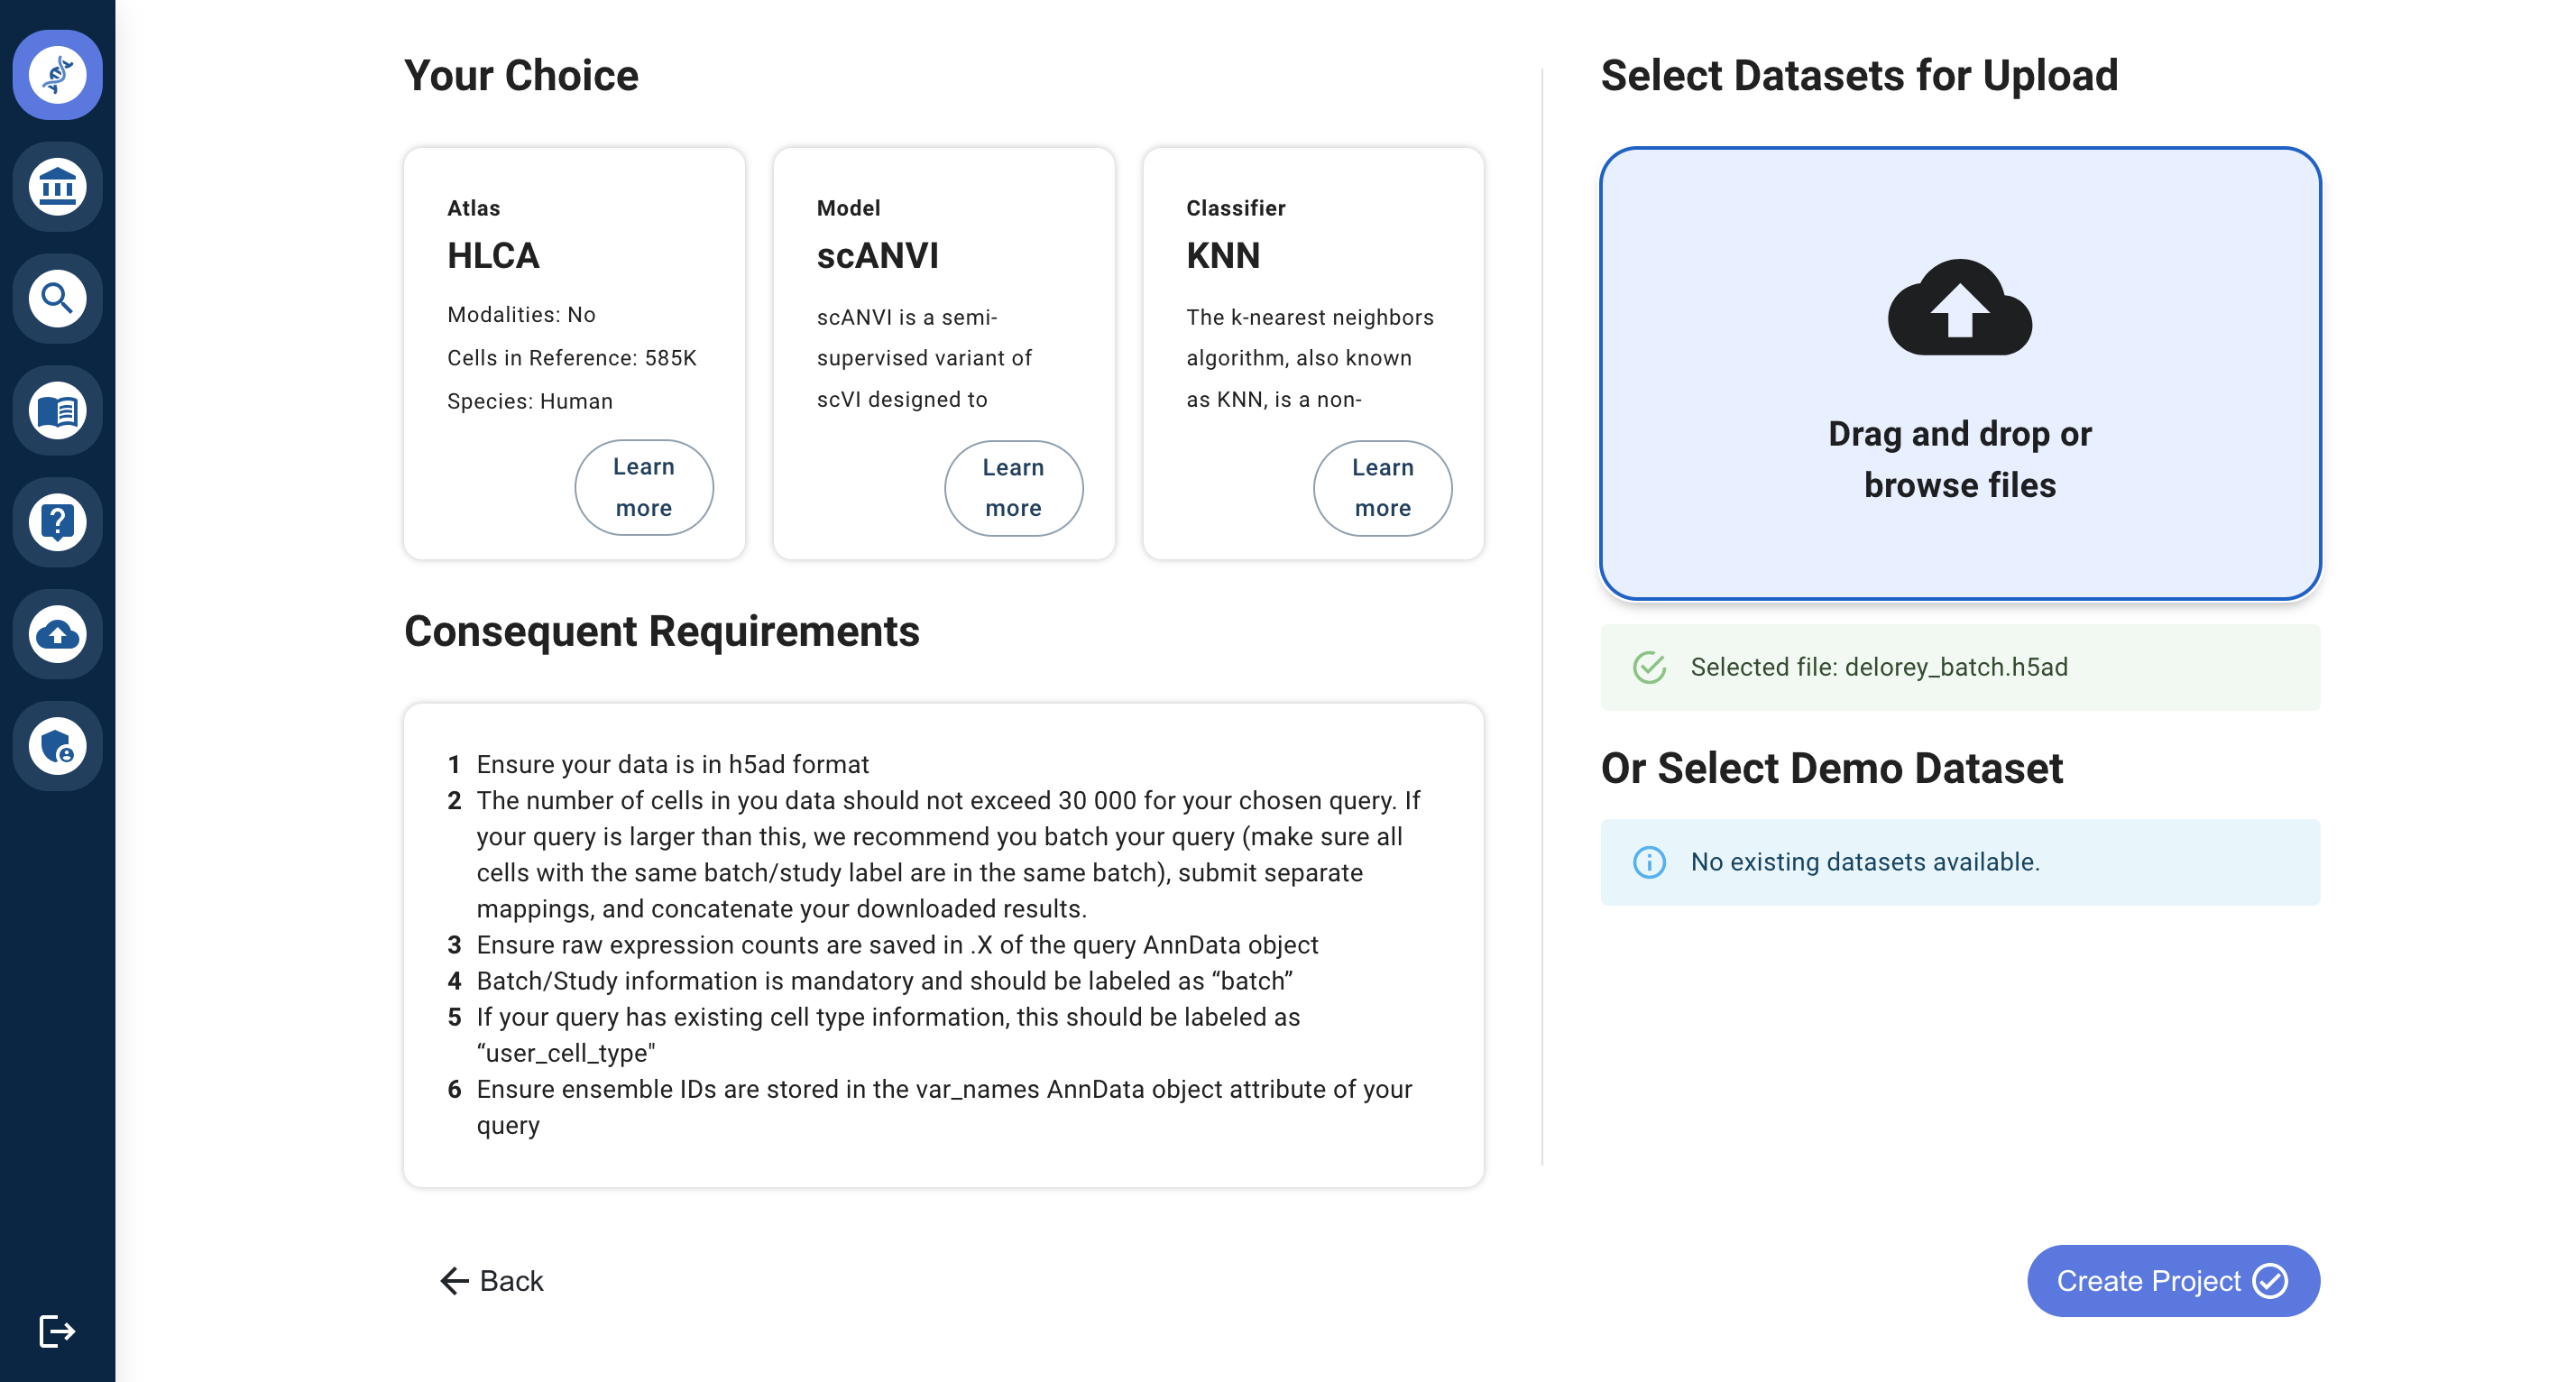 Your Choice
Atlas
HLCA
Modalities: No
Cells in Reference: 585K
Species: Human
Learn
more
Model
scANVI
scANVI is a semi-
supervised variant of
scVI designed to
Learn
more
Classifier
KNN
The k-nearest neighbors
algorithm, also known
as KNN, is a non-
Learn
more
Consequent Requirements
1 Ensure your data is in h5ad format
2 The number of cells in you data should not exceed 30 000 for your chosen query. If
your query is larger than this, we recommend you batch your query (make sure all
cells with the same batch/study label are in the same batch), submit separate
mappings, and concatenate your downloaded results.
3 Ensure raw expression counts are saved in .X of the query AnnData object
4 Batch/Study information is mandatory and should be labeled as “batch”
5 If your query has existing cell type information, this should be labeled as
“user_cell_type"
6 Ensure ensemble IDs are stored in the var_names AnnData object attribute of your
query
Back
Select Datasets for Upload
Drag and drop or
browse files
Selected file: delorey_batch.h5ad
Or Select Demo Dataset
No existing datasets available.
Create Project